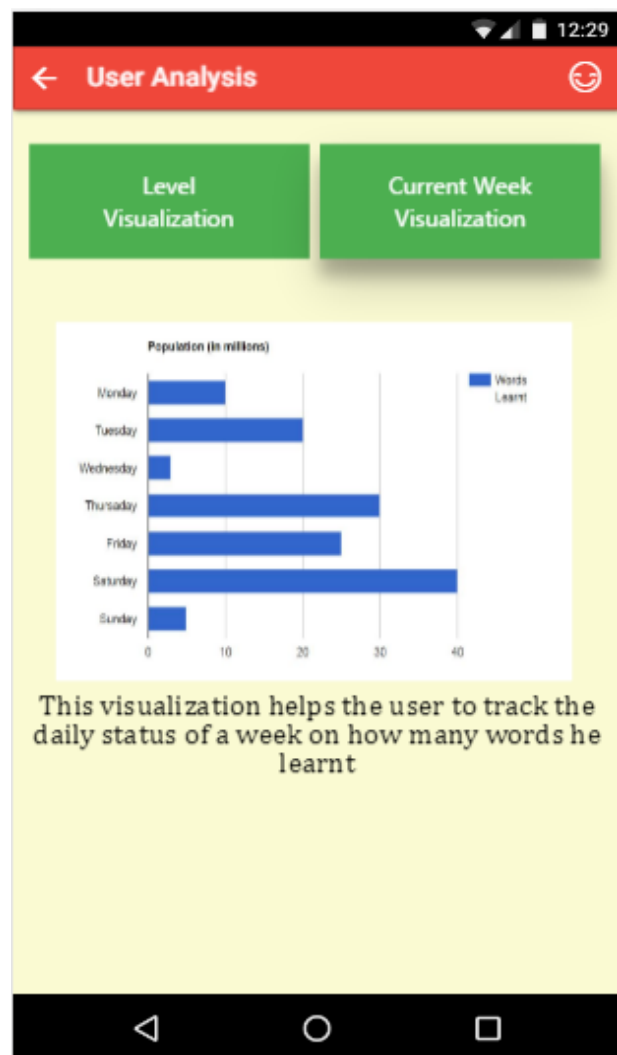 12:29
User Analysis
Level
Visualization
Current Week
Visualization
Population (in millions)
Words
Learnt
Monday
Tuesday
Wednesday
Thursaday
Friday
Saturday
Sunday
0 10 20 30 40
This visualization helps the user to track the
daily status of a week on how many words he
learnt